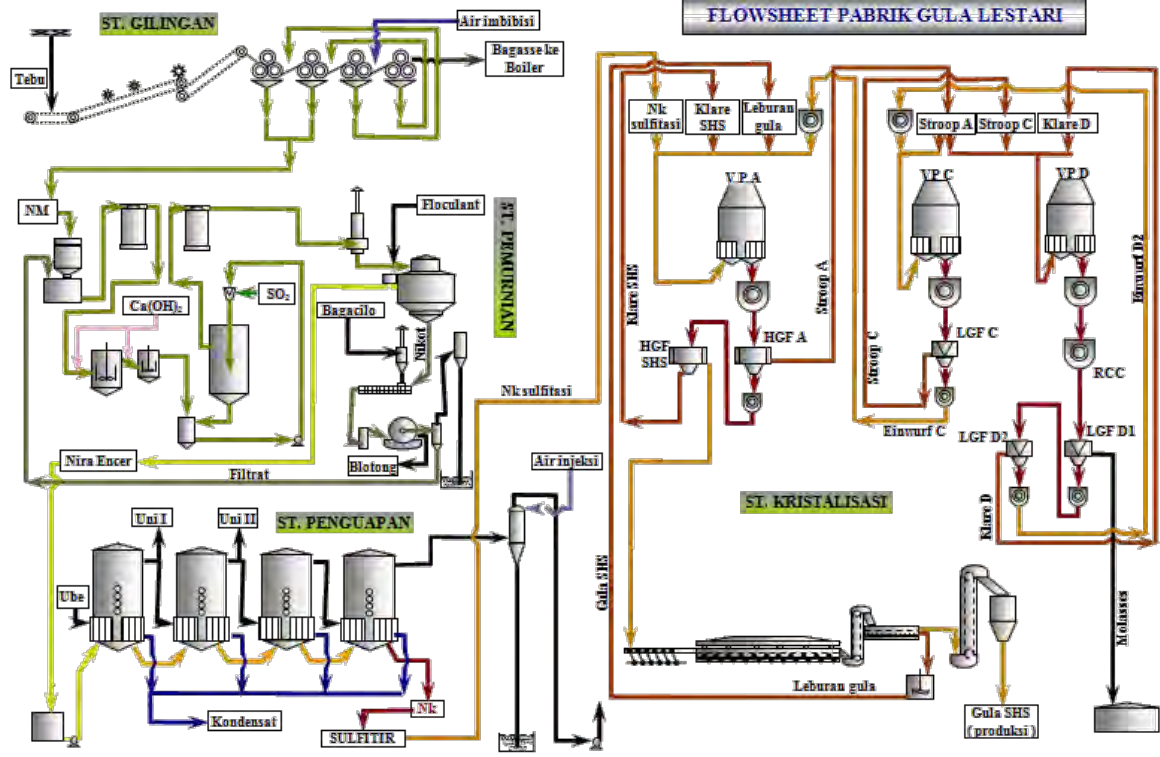 FLOWSHEET PABRIK GULA LESTARI
ST. GILINGAN
Air imbibisi
Bagasse ke
Boiler
Tebu
Nk
sulfitasi
Klare
SHS
Leburan
gula
Stroop A
Stroop C
Klare D
VP A
VP C
VP D
NM
Floculant
ST. PEMURNIAN
SO₂
Ca(OH)₂
Bagacilo
Nikot
Klare SHS
Stroop A
Stroop C
Einwurf D2
HGF
SHS
HGF A
LGF C
RCC
Nk sulfitasi
Einwurf C
LGF D2
LGF D1
Nira Encer
Blotong
Filtrat
Air injeksi
ST. KRISTALISASI
Klare D
Uni I
Uni II
ST. PENGUAPAN
Ube
Gula SHS
Molasses
Leburan gula
Nk
Kondensat
SULFITIR
Gula SHS
( produksi )